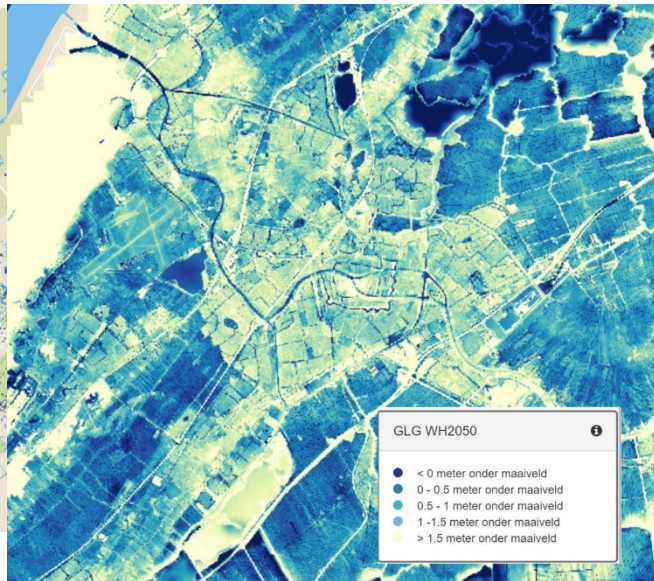 GLG WH2050
< 0 meter onder maaiveld
0 - 0.5 meter onder maaiveld
0.5 - 1 meter onder maaiveld
1 -1.5 meter onder maaiveld
> 1.5 meter onder maaiveld